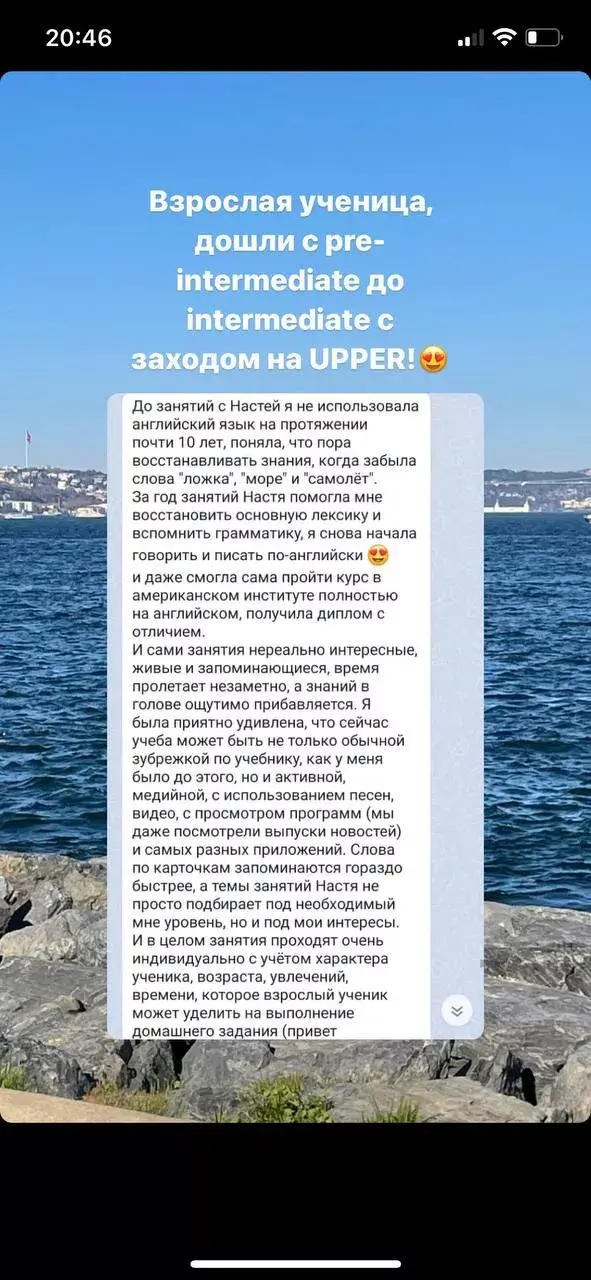 20:46
Взрослая ученица,
дошли с pre-
intermediate до
intermediate с
заходом на UPPER!😍
До занятий с Настей я не использовала
английский язык на протяжении
почти 10 лет, поняла, что пора
восстанавливать знания, когда забыла
слова "ложка", "море" и "самолёт".
За год занятий Настя помогла мне
восстановить основную лексику и
вспомнить грамматику, я снова начала
говорить и писать по-английски 😍
и даже смогла сама пройти курс в
американском институте полностью
на английском, получила диплом с
отличием.
И сами занятия нереально интересные,
живые и запоминающиеся, время
пролетает незаметно, а знаний в
голове ощутимо прибавляется. Я
была приятно удивлена, что сейчас
учеба может быть не только обычной
зубрежкой по учебнику, как у меня
было до этого, но и активной,
медийной, с использованием песен,
видео, с просмотром программ (мы
даже посмотрели выпуски новостей)
и самых разных приложений. Слова
по карточкам запоминаются гораздо
быстрее, а темы занятий Настя не
просто подбирает под необходимый
мне уровень, но и под мои интересы.
И в целом занятия проходят очень
индивидуально с учётом характера
ученика, возраста, увлечений,
времени, которое взрослый ученик
может уделить на выполнение
домашнего задания (привет